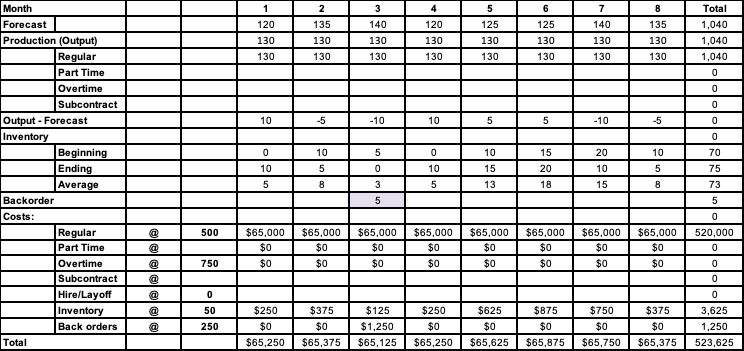 Month 1 2 3 4 5 6 7 8 Total
Forecast 120 135 140 120 125 125 140 135 1,040
Production (Output) 130 130 130 130 130 130 130 130 1,040
Regular 130 130 130 130 130 130 130 130 1,040
Part Time 0
Overtime 0
Subcontract 0
Output - Forecast 10 -5 -10 10 5 5 -10 -5 0
Inventory 0
Beginning 0 10 5 0 10 15 20 10 70
Ending 10 5 0 10 15 20 10 5 75
Average 5 8 3 5 13 18 15 8 73
Backorder 5 5
Costs: 0
Regular @ 500 $65,000 $65,000 $65,000 $65,000 $65,000 $65,000 $65,000 $65,000 520,000
Part Time @ $0 $0 $0 $0 $0 $0 $0 $0 0
Overtime @ 750 $0 $0 $0 $0 $0 $0 $0 $0 0
Subcontract @ 0
Hire/Layoff @ 0 0
Inventory @ 50 $250 $375 $125 $250 $625 $875 $750 $375 3,625
Back orders @ 250 $0 $0 $1,250 $0 $0 $0 $0 $0 1,250
Total $65,250 $65,375 $65,125 $65,250 $65,625 $65,875 $65,750 $65,375 523,625